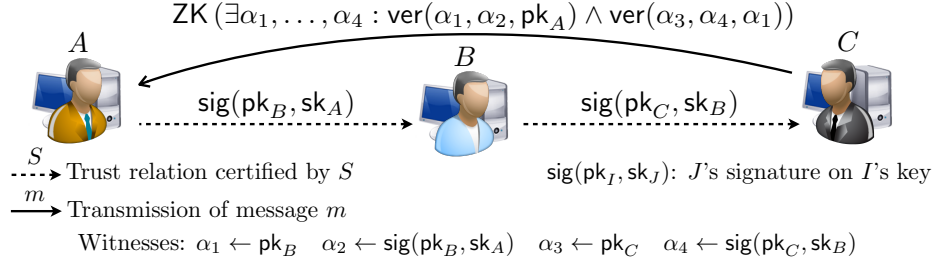 ZK (∃α₁, . . . , α₄ : ver(α₁, α₂, pk_A) ∧ ver(α₃, α₄, α₁))
A B C
sig(pk_B, sk_A) sig(pk_C, sk_B)
S
Trust relation certified by S sig(pk_I, sk_J): J's signature on I's key
m
Transmission of message m
Witnesses: α₁ ← pk_B α₂ ← sig(pk_B, sk_A) α₃ ← pk_C α₄ ← sig(pk_C, sk_B)